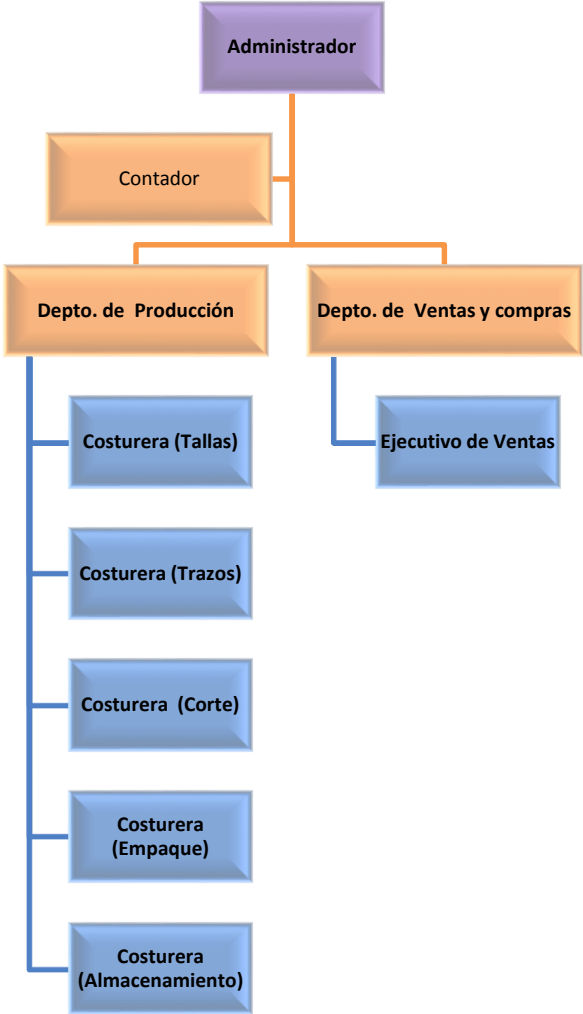 Administrador
Contador
Depto. de  Producción
Depto. de  Ventas y compras
Costurera (Tallas)
Ejecutivo de Ventas
Costurera (Trazos)
Costurera  (Corte)
Costurera
(Empaque)
Costurera
(Almacenamiento)